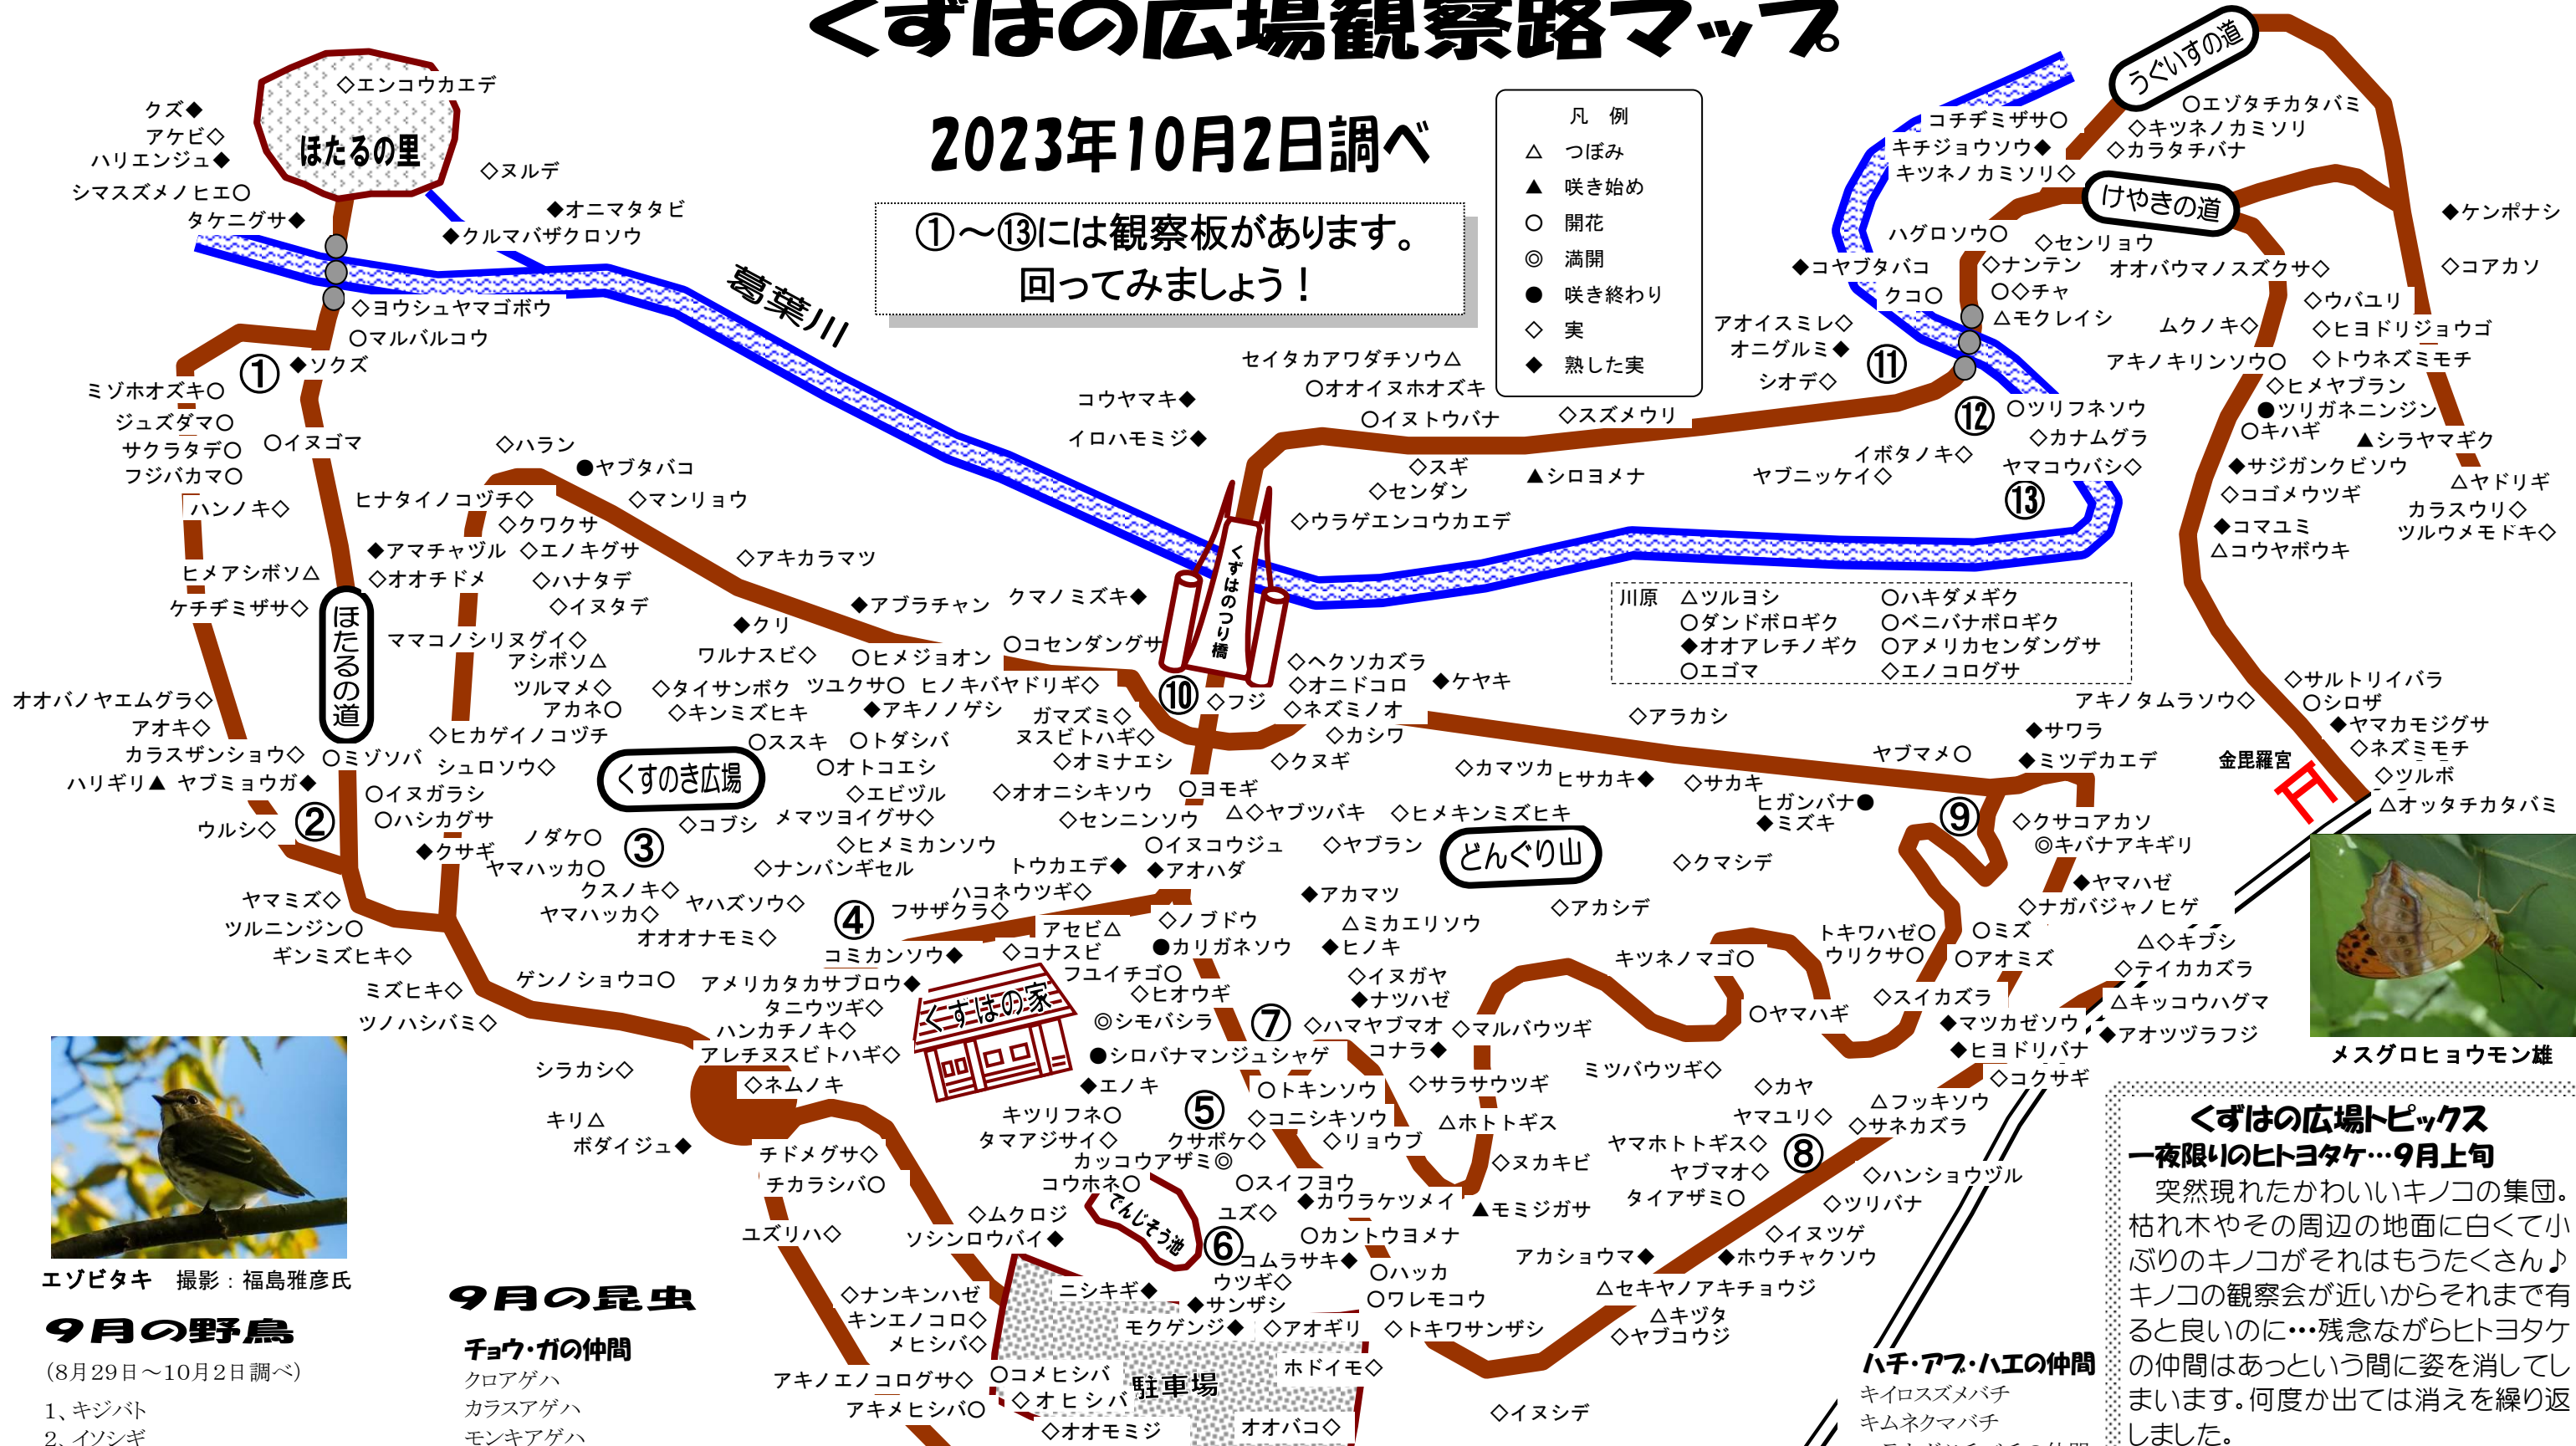 くずはの広場観察路マップ
2023年10月2日調べ
①～⑬には観察板があります。
回ってみましょう！
凡 例
△ つぼみ
▲ 咲き始め
○ 開花
◎ 満開
● 咲き終わり
◇ 実
◆ 熟した実
◇エンコウカエデ
クズ◆
アケビ◇
ハリエンジュ◆
ほたるの里
シマスズメノヒエ○
タケニグサ◆
◇ヌルデ
◆オニマタタビ
◆クルマバザクロソウ
葛葉川
◇ヨウシュヤマゴボウ
○マルバルコウ
①
◆ソクズ
ミゾホオズキ○
ジュズダマ○
サクラタデ○
フジバカマ○
○イヌゴマ
ハンノキ◇
ヒメアシボソ△
ケチヂミザサ◇
ほたるの道
オオバノヤエムグラ◇
アオキ◇
カラスザンショウ◇
ハリギリ▲
ヤブミョウガ◆
ウルシ◇
②
○ミゾソバ
○イヌガラシ
○ハシカグサ
◆クサギ
ヤマミズ◇
ツルニンジン○
ギンミズヒキ◇
ミズヒキ◇
ツノハシバミ◇
◇ハラン
●ヤブタバコ
ヒナタイノコヅチ◇
◇マンリョウ
◇クワクサ
◆アマチャヅル
◇エノキグサ
◇オオチドメ
◇ハナタデ
◇イヌタデ
◇アキカラマツ
ママコノシリヌグイ◇
アシボソ△
ツルマメ◇
アカネ○
◇ヒカゲイノコヅチ
シュロソウ◇
◆アブラチャン
クマノミズキ◆
◆クリ
ワルナスビ◇
○ヒメジョオン
○コセンダングサ
◇タイサンボク
ツユクサ○
ヒノキバヤドリギ◇
◇キンミズヒキ
◆アキノノゲシ
ガマズミ◇
○ススキ
○トダシバ
ヌスビトハギ◇
くすのき広場
○オトコエシ
◇オミナエシ
◇エビヅル
◇オオニシキソウ
○ヨモギ
◇コブシ
メマツヨイグサ◇
◇センニンソウ
ノダケ○
③
◇ヒメミカンソウ
○イヌコウジュ
ヤマハッカ○
◇ナンバンギセル
トウカエデ◆
◆アオハダ
クスノキ◇
ハコネウツギ◇
ヤマハッカ◇
ヤハズソウ◇
④
フサザクラ◇
◇ノブドウ
オオオナモミ◇
アセビ△
コミカンソウ◆
◇コナスビ
●カリガネソウ
ゲンノショウコ○
アメリカタカサブロウ◆
フユイチゴ○
タニウツギ◇
くずはの家
◇ヒオウギ
ハンカチノキ◇
◎シモバシラ
⑦
アレチヌスビトハギ◇
●シロバナマンジュシャゲ
シラカシ◇
◇ネムノキ
◆エノキ
○トキンソウ
キリ△
キツリフネ○
⑤
◇コニシキソウ
ボダイジュ◆
タマアジサイ◇
クサボケ◇
◇リョウブ
チドメグサ◇
カッコウアザミ◎
チカラシバ○
コウホネ○
○スイフヨウ
でんじそう池
◆カワラケツメイ
ユズリハ◇
◇ムクロジ
ユズ◇
ソシンロウバイ◆
⑥
○カントウヨメナ
コムラサキ◆
◇ナンキンハゼ
ニシキギ◆
ウツギ◇
○ハッカ
キンエノコロ◇
◆サンザシ
○ワレモコウ
メヒシバ◇
モクゲンジ◆
◇アオギリ
◇トキワサンザシ
アキノエノコログサ◇
○コメヒシバ
駐車場
ホドイモ◇
アキメヒシバ○
◇オヒシバ
◇オオモミジ
オオバコ◇
コウヤマキ◆
イロハモミジ◆
セイタカアワダチソウ△
○オオイヌホオズキ
○イヌトウバナ
◇スズメウリ
◇スギ
◇センダン
▲シロヨメナ
◇ウラゲエンコウカエデ
くずはのつり橋
⑩
◇フジ
◇ヘクソカズラ
◇オニドコロ
◆ケヤキ
◇ネズミノオ
◇カシワ
◇クヌギ
◇アラカシ
◇カマツカ
ヒサカキ◆
◇サカキ
△◇ヤブツバキ
◇ヒメキンミズヒキ
ヒガンバナ●
◆ミズキ
◇ヤブラン
どんぐり山
◇クマシデ
◆アカマツ
△ミカエリソウ
◇アカシデ
◆ヒノキ
◇イヌガヤ
◆ナツハゼ
キツネノマゴ○
◇ハマヤブマオ
◇マルバウツギ
○ヤマハギ
コナラ◆
◇サラサウツギ
ミツバウツギ◇
△ホトトギス
◇カヤ
ヤマユリ◇
◇ヌカキビ
ヤマホトトギス◇
⑧
ヤブマオ◇
▲モミジガサ
タイアザミ○
◇ツリバナ
アカショウマ◆
◇イヌツゲ
◆ホウチャクソウ
△セキヤノアキチョウジ
△キヅタ
◇ヤブコウジ
◇イヌシデ
川原
△ツルヨシ
○ハキダメギク
○ダンドボロギク
○ベニバナボロギク
◆オオアレチノギク
○アメリカセンダングサ
○エゴマ
◇エノコログサ
うぐいすの道
○エゾタチカタバミ
◇キツネノカミソリ
◇カラタチバナ
コチヂミザサ○
キチジョウソウ◆
キツネノカミソリ◇
けやきの道
ハグロソウ○
◇センリョウ
◆コヤブタバコ
◇ナンテン
オオバウマノスズクサ◇
クコ○
○◇チャ
△モクレイシ
アオイスミレ◇
オニグルミ◆
⑪
シオデ◇
⑫
○ツリフネソウ
◇カナムグラ
イボタノキ◇
ヤブニッケイ◇
ヤマコウバシ◇
⑬
◆ケンポナシ
◇コアカソ
◇ウバユリ
ムクノキ◇
◇ヒヨドリジョウゴ
アキノキリンソウ○
◇トウネズミモチ
◇ヒメヤブラン
●ツリガネニンジン
○キハギ
▲シラヤマギク
◆サジガンクビソウ
△ヤドリギ
◇コゴメウツギ
カラスウリ◇
◆コマユミ
ツルウメモドキ◇
△コウヤボウキ
◇サルトリイバラ
アキノタムラソウ◇
○シロザ
◆サワラ
◆ヤマカモジグサ
ヤブマメ○
◆ミツデカエデ
◇ネズミモチ
金毘羅宮
◇ツルボ
△オッタチカタバミ
⑨
◇クサコアカソ
◎キバナアキギリ
◆ヤマハゼ
◇ナガバジャノヒゲ
トキワハゼ○
○ミズ
ウリクサ○
○アオミズ
△◇キブシ
◇テイカカズラ
◇スイカズラ
△キッコウハグマ
◆マツカゼソウ
◆アオツヅラフジ
◆ヒヨドリバナ
◇コクサギ
△フッキソウ
◇サネカズラ
◇ハンショウヅル
メスグロヒョウモン雄
エゾビタキ 撮影：福島雅彦氏
9月の野鳥
（8月29日～10月2日調べ）
1、キジバト
2、イソシギ
9月の昆虫
チョウ・ガの仲間
クロアゲハ
カラスアゲハ
モンキアゲハ
ハチ・アブ・ハエの仲間
キイロスズメバチ
キムネクマバチ
くずはの広場トピックス
一夜限りのヒトヨタケ…9月上旬
突然現れたかわいいキノコの集団。
枯れ木やその周辺の地面に白くて小
ぶりのキノコがそれはもうたくさん♪
キノコの観察会が近いからそれまで有
ると良いのに…残念ながらヒトヨタケ
の仲間はあっという間に姿を消してし
まいます。何度か出ては消えを繰り返
しました。